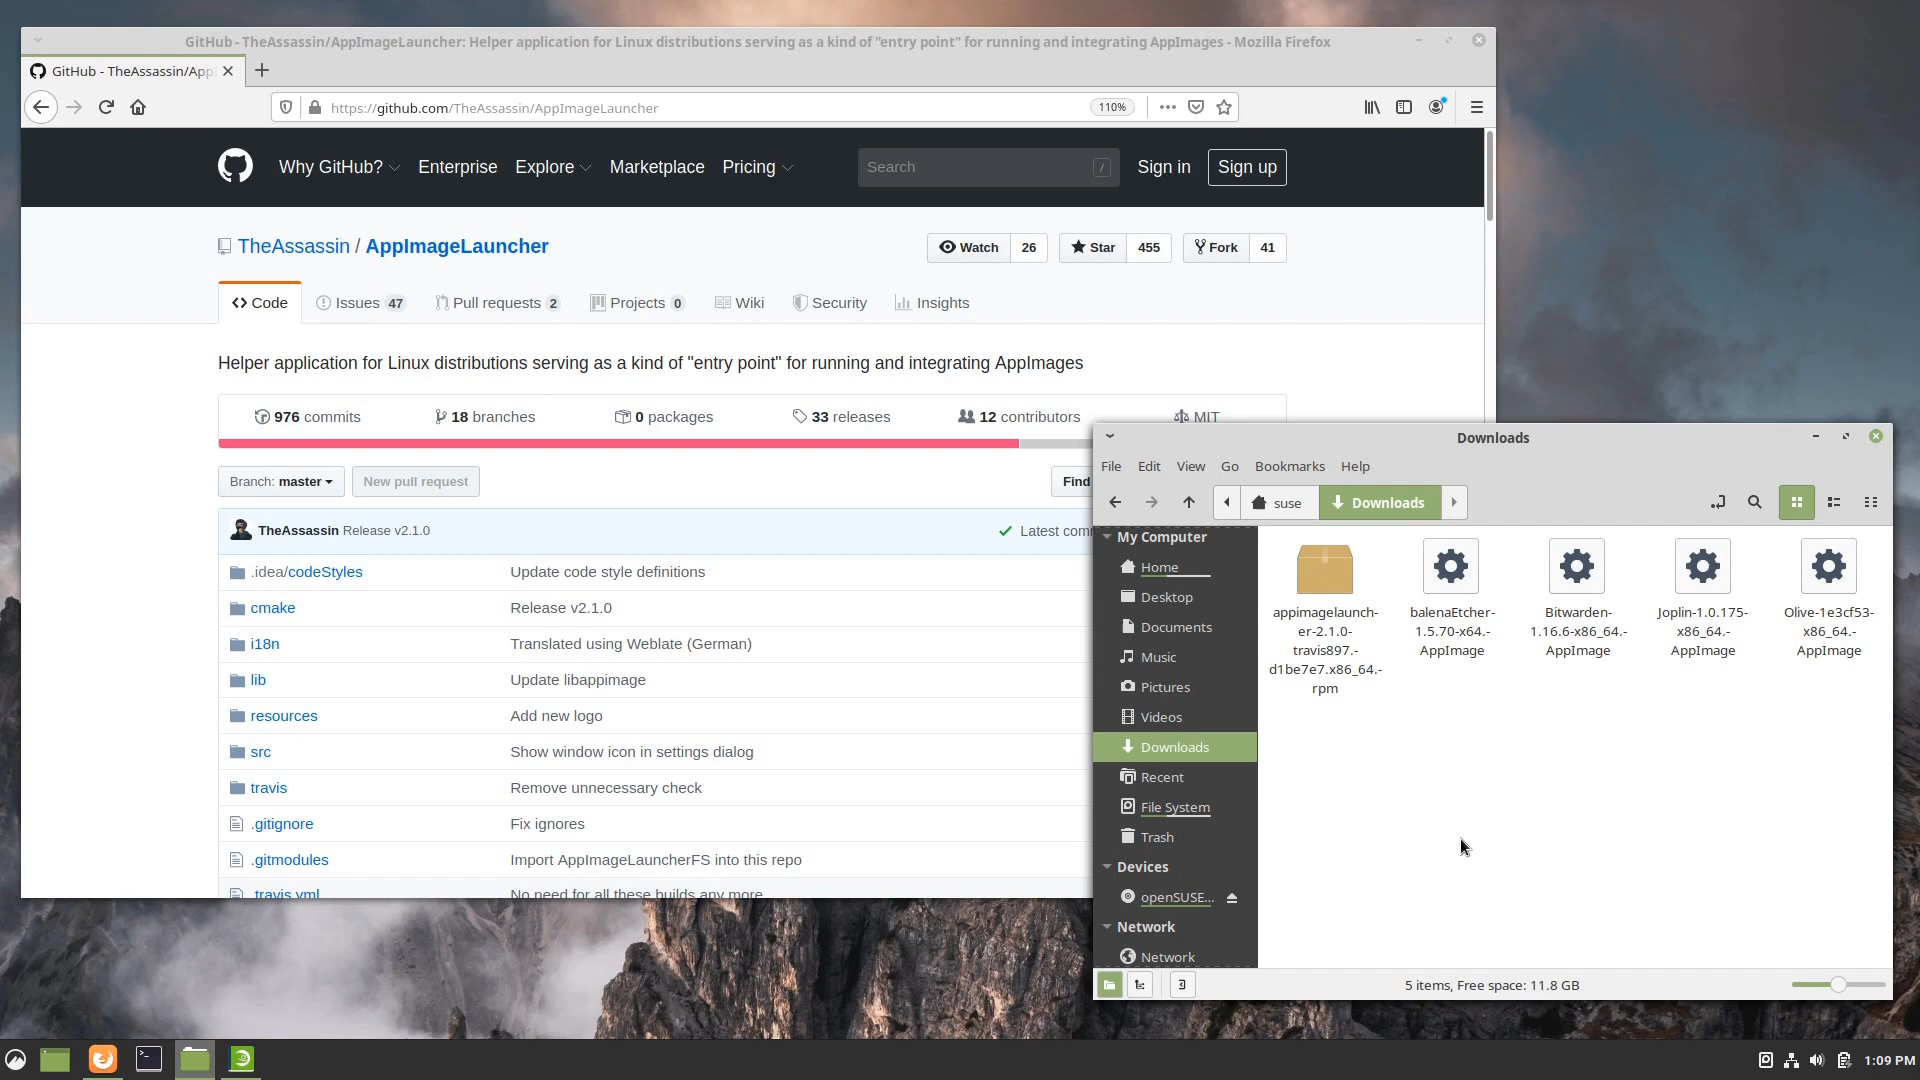 GitHub - TheAssassin/AppImageLauncher: Helper application for Linux distributions serving as a kind of "entry point" for running and integrating AppImages - Mozilla Firefox
GitHub - TheAssassin/App
https://github.com/TheAssassin/AppImageLauncher
110%
Why GitHub? Enterprise Explore Marketplace Pricing
Search /
Sign in Sign up
TheAssassin / AppImageLauncher
Watch 26 Star 455 Fork 41
Code Issues 47 Pull requests 2 Projects 0 Wiki Security Insights
Helper application for Linux distributions serving as a kind of "entry point" for running and integrating AppImages
976 commits 18 branches 0 packages 33 releases 12 contributors MIT
Branch: master New pull request Find
TheAssassin Release v2.1.0 Latest com
.idea/codeStyles Update code style definitions
cmake Release v2.1.0
i18n Translated using Weblate (German)
lib Update libappimage
resources Add new logo
src Show window icon in settings dialog
travis Remove unnecessary check
.gitignore Fix ignores
.gitmodules Import AppImageLauncherFS into this repo
.travis.yml No need for all these builds any more
Downloads
File Edit View Go Bookmarks Help
suse Downloads
My Computer
Home
Desktop
Documents
Music
Pictures
Videos
Downloads
Recent
File System
Trash
Devices
openSUSE...
Network
Network
appimagelaunch-
er-2.1.0-
travis897.-
d1be7e7.x86_64.-
rpm
balenaEtcher-
1.5.70-x64.-
AppImage
Bitwarden-
1.16.6-x86_64.-
AppImage
Joplin-1.0.175-
x86_64.-
AppImage
Olive-1e3cf53-
x86_64.-
AppImage
5 items, Free space: 11.8 GB
1:09 PM